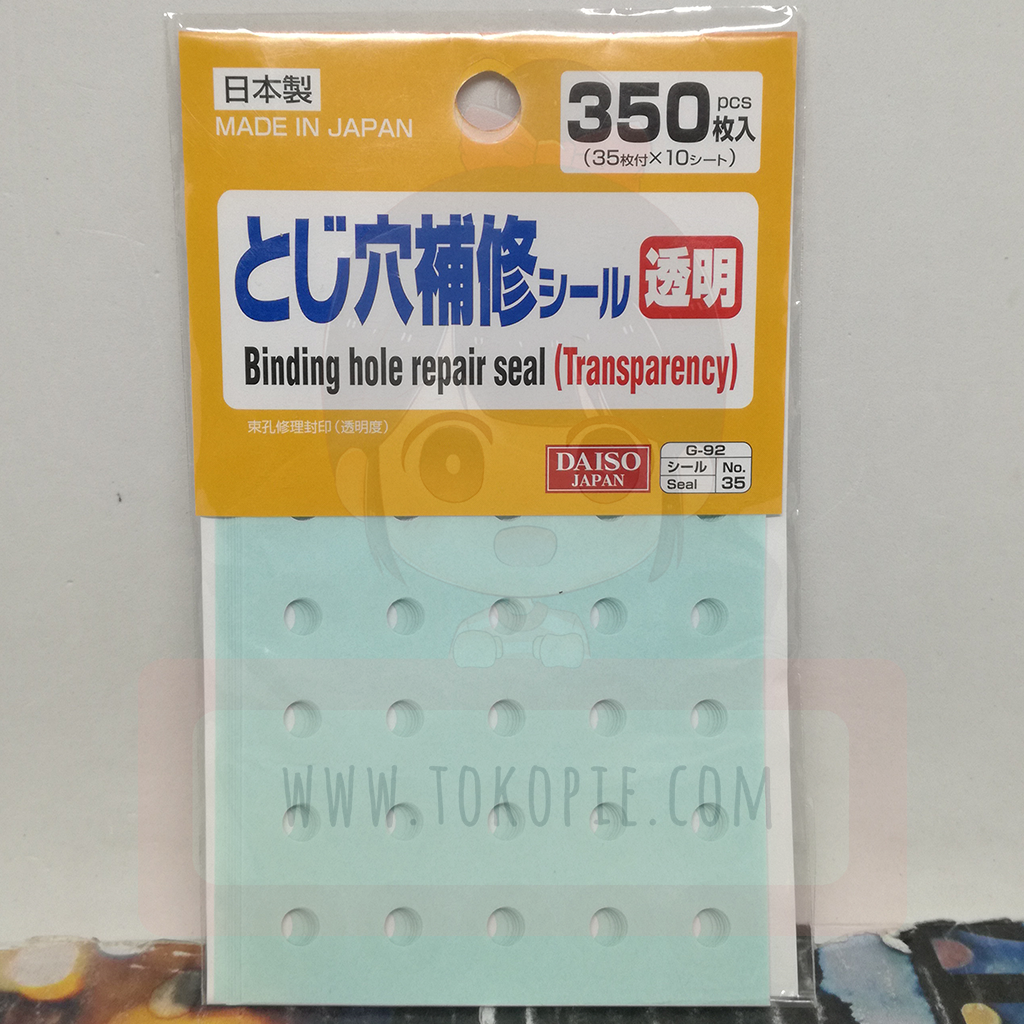 日本製
MADE IN JAPAN
350 pcs 枚入
(35枚付×10シート)
とじ穴補修シール 透明
Binding hole repair seal (Transparency)
束孔修理封印(透明度)
DAISO
JAPAN
G-92
シール No.
Seal 35
WWW.TOKOPIE.COM